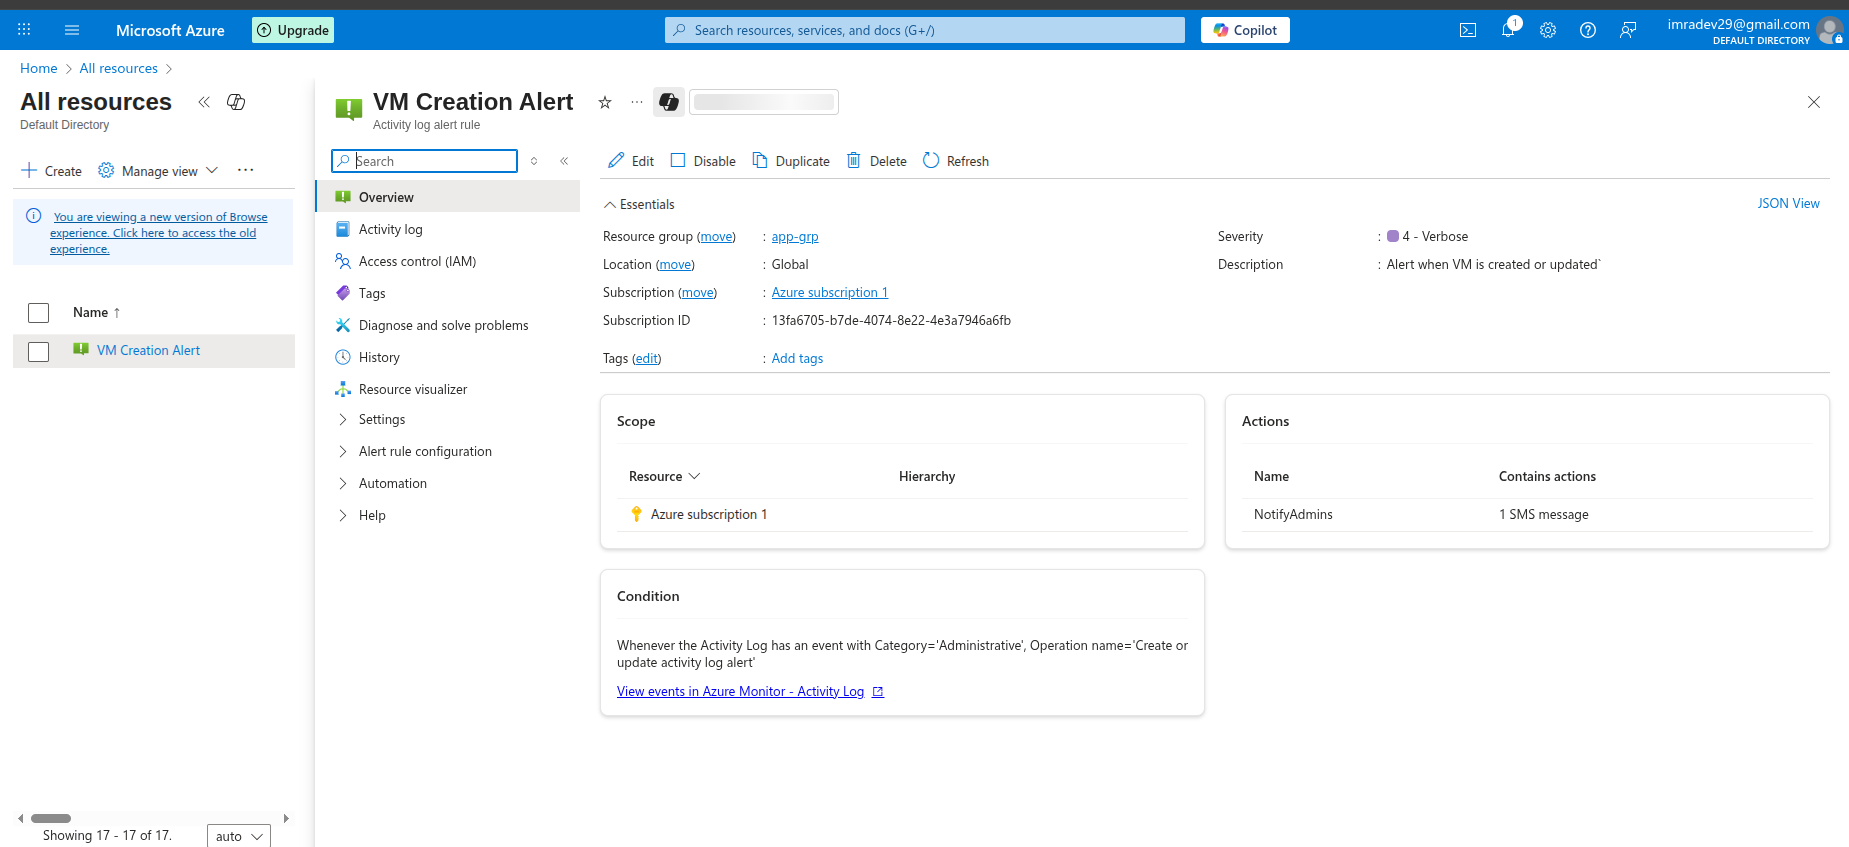 Microsoft Azure
Upgrade
Search resources, services, and docs (G+/)
Copilot
1
imradev29@gmail.com
DEFAULT DIRECTORY
Home > All resources >
All resources
Default Directory
Create
Manage view
You are viewing a new version of Browse
experience. Click here to access the old
experience.
Name ↑
VM Creation Alert
Showing 17 - 17 of 17.
auto
VM Creation Alert
Activity log alert rule
Search
Overview
Activity log
Access control (IAM)
Tags
Diagnose and solve problems
History
Resource visualizer
Settings
Alert rule configuration
Automation
Help
Edit
Disable
Duplicate
Delete
Refresh
Essentials
JSON View
Resource group (move) : app-grp
Location (move) : Global
Subscription (move) : Azure subscription 1
Subscription ID : 13fa6705-b7de-4074-8e22-4e3a7946a6fb
Tags (edit) : Add tags
Severity : 4 - Verbose
Description : Alert when VM is created or updated`
Scope
Resource Hierarchy
Azure subscription 1
Actions
Name Contains actions
NotifyAdmins 1 SMS message
Condition
Whenever the Activity Log has an event with Category='Administrative', Operation name='Create or
update activity log alert'
View events in Azure Monitor - Activity Log